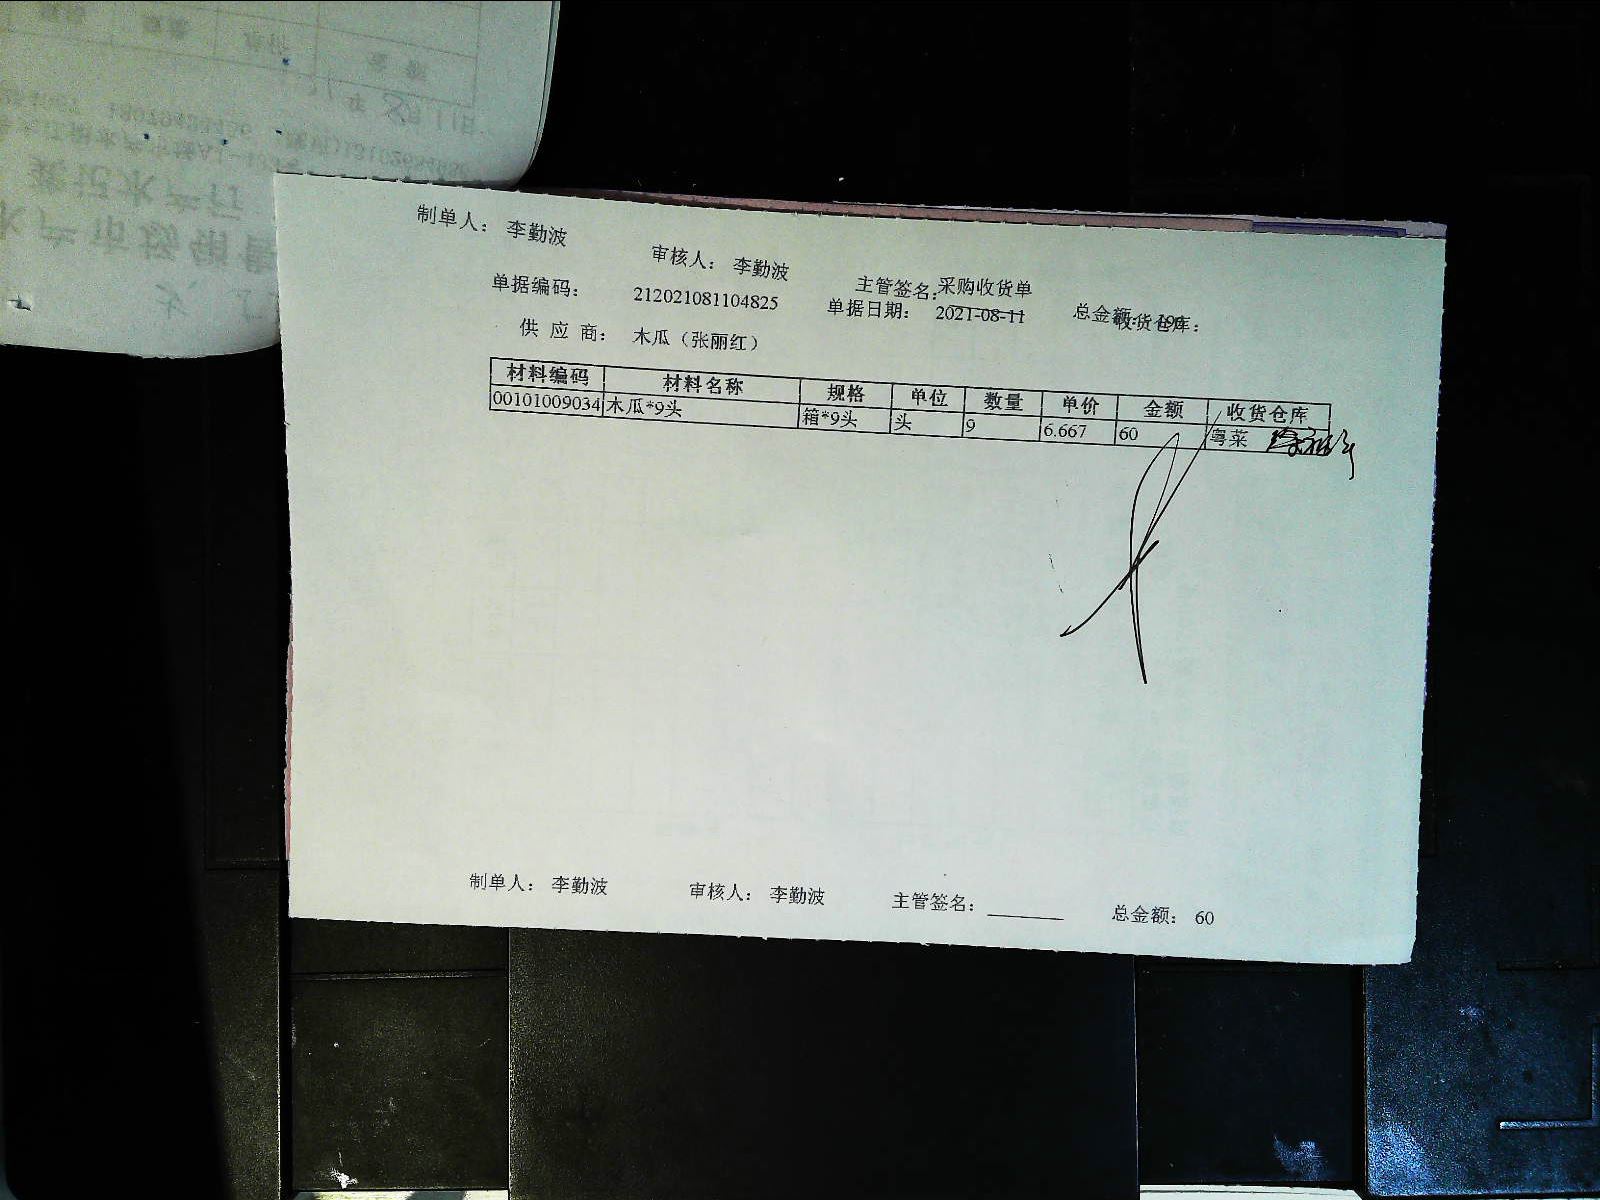 制单人： 李勤波 审核人： 李勤波 主管签名： 总金额：
采购收货单
单据编码： 212021081104825 单据日期： 2021-08-11 收货仓库：
供 应 商： 木瓜（张丽红）
材料编码 材料名称 规格 单位 数量 单价 金额 收货仓库
00101009034 木瓜*9头 箱*9头 头 9 6.667 60 粤菜
制单人： 李勤波 审核人： 李勤波 主管签名： 总金额： 60